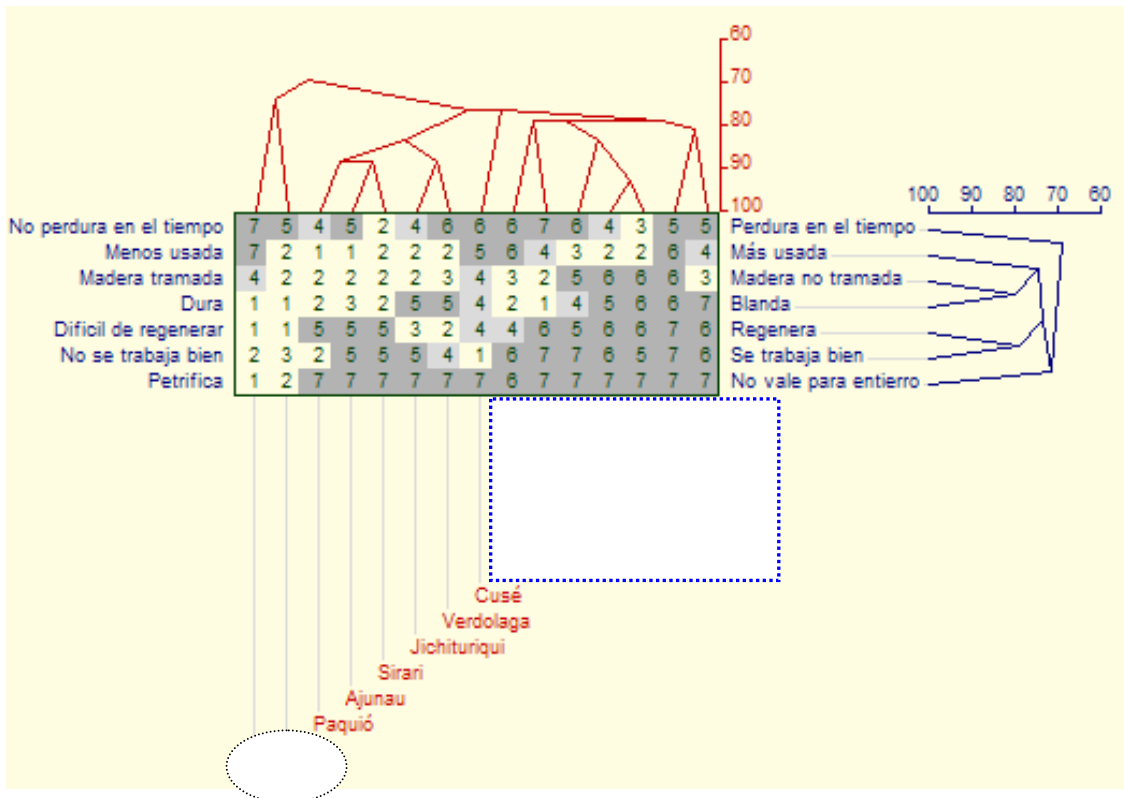 60
70
80
90
100
100 90 80 70 60
No perdura en el tiempo 7 5 4 5 2 4 6 6 6 7 6 4 3 5 5 Perdura en el tiempo
Menos usada 7 2 1 1 2 2 2 5 6 4 3 2 2 6 4 Más usada
Madera tramada 4 2 2 2 2 2 3 4 3 2 5 6 6 6 3 Madera no tramada
Dura 1 1 2 3 2 5 5 4 2 1 4 5 6 6 7 Blanda
Dificil de regenerar 1 1 5 5 5 3 2 4 4 6 5 6 6 7 6 Regenera
No se trabaja bien 2 3 2 5 5 5 4 1 6 7 7 6 5 7 6 Se trabaja bien
Petrifica 1 2 7 7 7 7 7 7 6 7 7 7 7 7 7 No vale para entierro
Cusé
Verdolaga
Jichituriqui
Sirari
Ajunau
Paquió